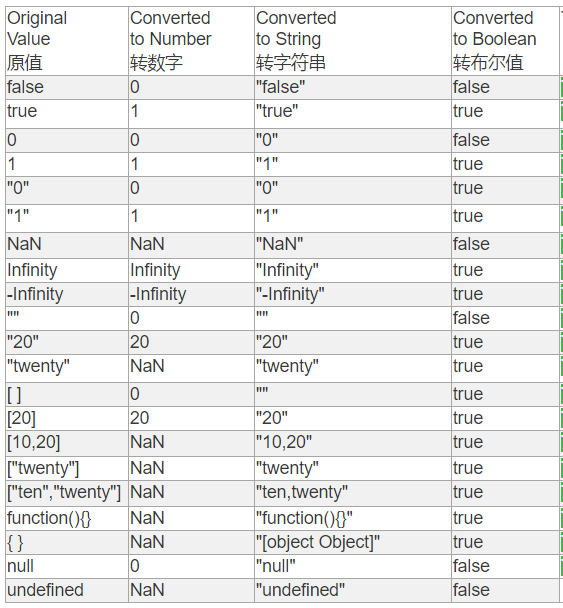 Original Converted Converted Converted
Value to Number to String to Boolean
原值 转数字 转字符串 转布尔值
false 0 "false" false
true 1 "true" true
0 0 "0" false
1 1 "1" true
"0" 0 "0" true
"1" 1 "1" true
NaN NaN "NaN" false
Infinity Infinity "Infinity" true
-Infinity -Infinity "-Infinity" true
"" 0 "" false
"20" 20 "20" true
"twenty" NaN "twenty" true
[ ] 0 "" true
[20] 20 "20" true
[10,20] NaN "10,20" true
["twenty"] NaN "twenty" true
["ten","twenty"] NaN "ten,twenty" true
function(){} NaN "function(){}" true
{ } NaN "[object Object]" true
null 0 "null" false
undefined NaN "undefined" false